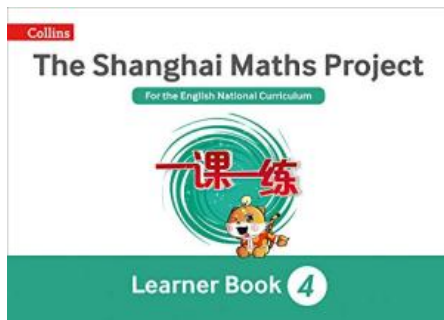 Collins
The Shanghai Maths Project
For the English National Curriculum
一课一练
Learner Book 4